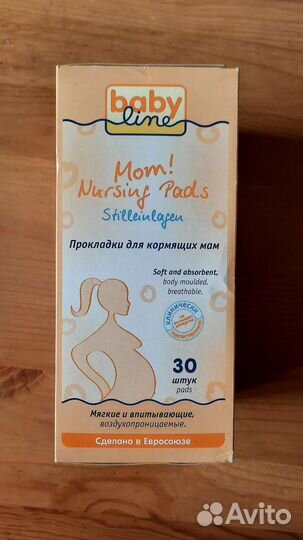 baby
line
Mom!
Nursing Pads
Stilleinlagen
Прокладки для кормящих мам
Soft and absorbent,
body moulded,
breathable.
КЛИНИЧЕСКИ
30
штук
pads
Мягкие и впитывающие,
воздухопроницаемые.
Сделано в Евросоюзе
Avito